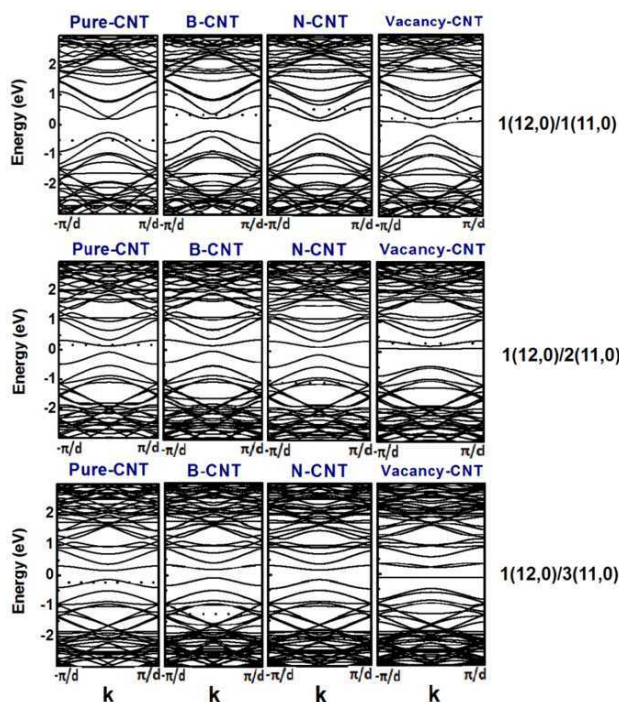 Pure-CNT B-CNT N-CNT Vacancy-CNT
Energy (eV)
2
1
0
-1
-2
1(12,0)/1(11,0)
-π/d π/d -π/d π/d -π/d π/d -π/d π/d
Pure-CNT B-CNT N-CNT Vacancy-CNT
Energy (eV)
2
1
0
-1
-2
1(12,0)/2(11,0)
-π/d π/d -π/d π/d -π/d π/d -π/d π/d
Pure-CNT B-CNT N-CNT Vacancy-CNT
Energy (eV)
2
1
0
-1
-2
1(12,0)/3(11,0)
-π/d π/d -π/d π/d -π/d π/d -π/d π/d
k k k k